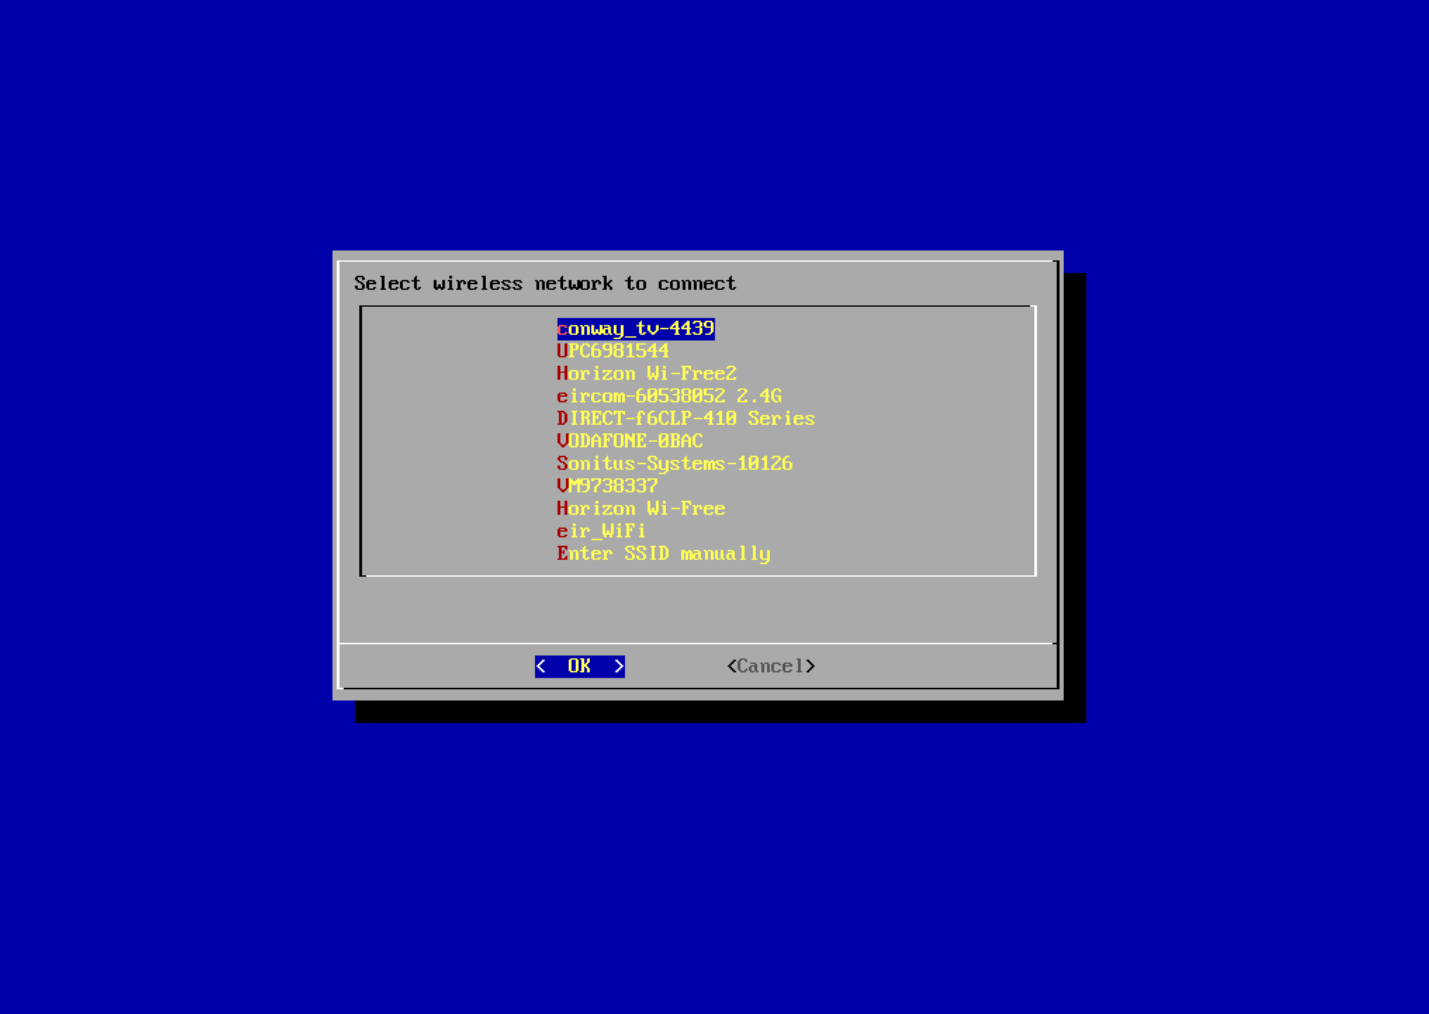 Select wireless network to connect
conway_tv-4439
UPC6981544
Horizon Wi-Free2
eircom-60538052 2.4G
DIRECT-f6CLP-410 Series
VODAFONE-0BAC
Sonitus-Systems-10126
VM9738337
Horizon Wi-Free
eir_WiFi
Enter SSID manually
< OK > <Cancel>